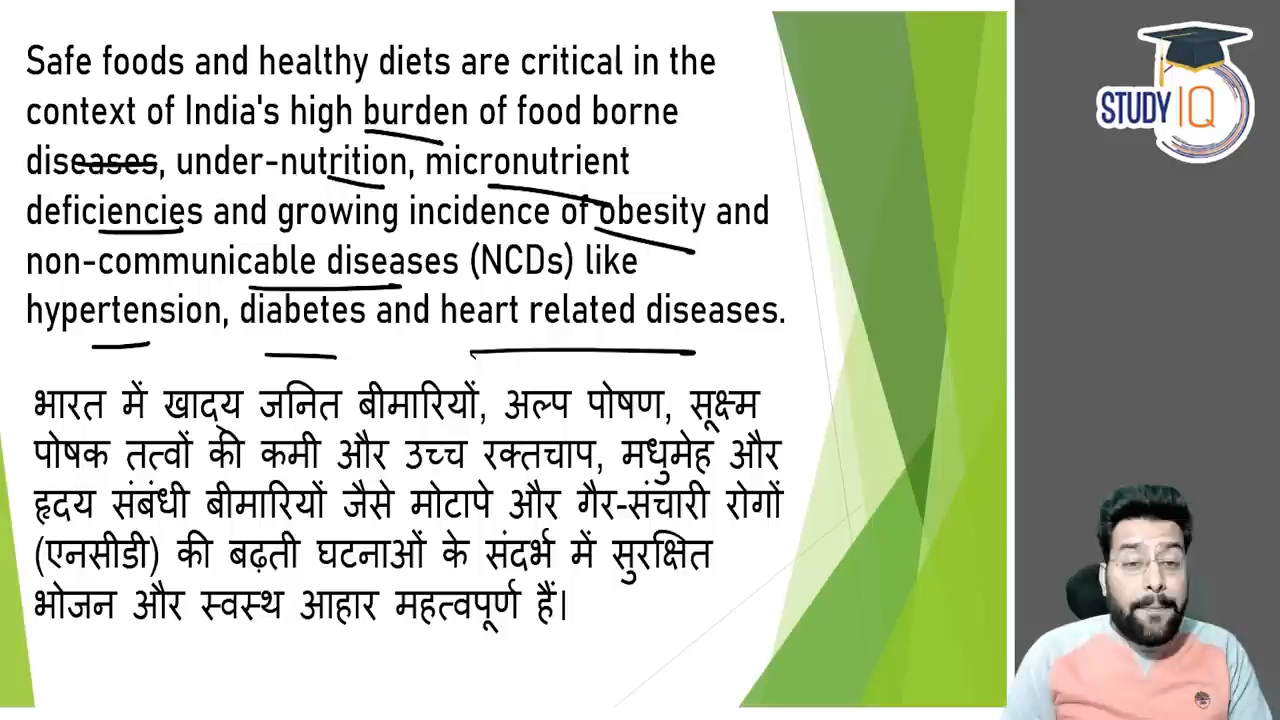 Safe foods and healthy diets are critical in the
context of India's high burden of food borne
diseases, under-nutrition, micronutrient
deficiencies and growing incidence of obesity and
non-communicable diseases (NCDs) like
hypertension, diabetes and heart related diseases.
भारत में खाद्य जनित बीमारियों, अल्प पोषण, सूक्ष्म
पोषक तत्वों की कमी और उच्च रक्तचाप, मधुमेह और
हृदय संबंधी बीमारियों जैसे मोटापे और गैर-संचारी रोगों
(एनसीडी) की बढ़ती घटनाओं के संदर्भ में सुरक्षित
भोजन और स्वस्थ आहार महत्वपूर्ण हैं।
STUDY IQ